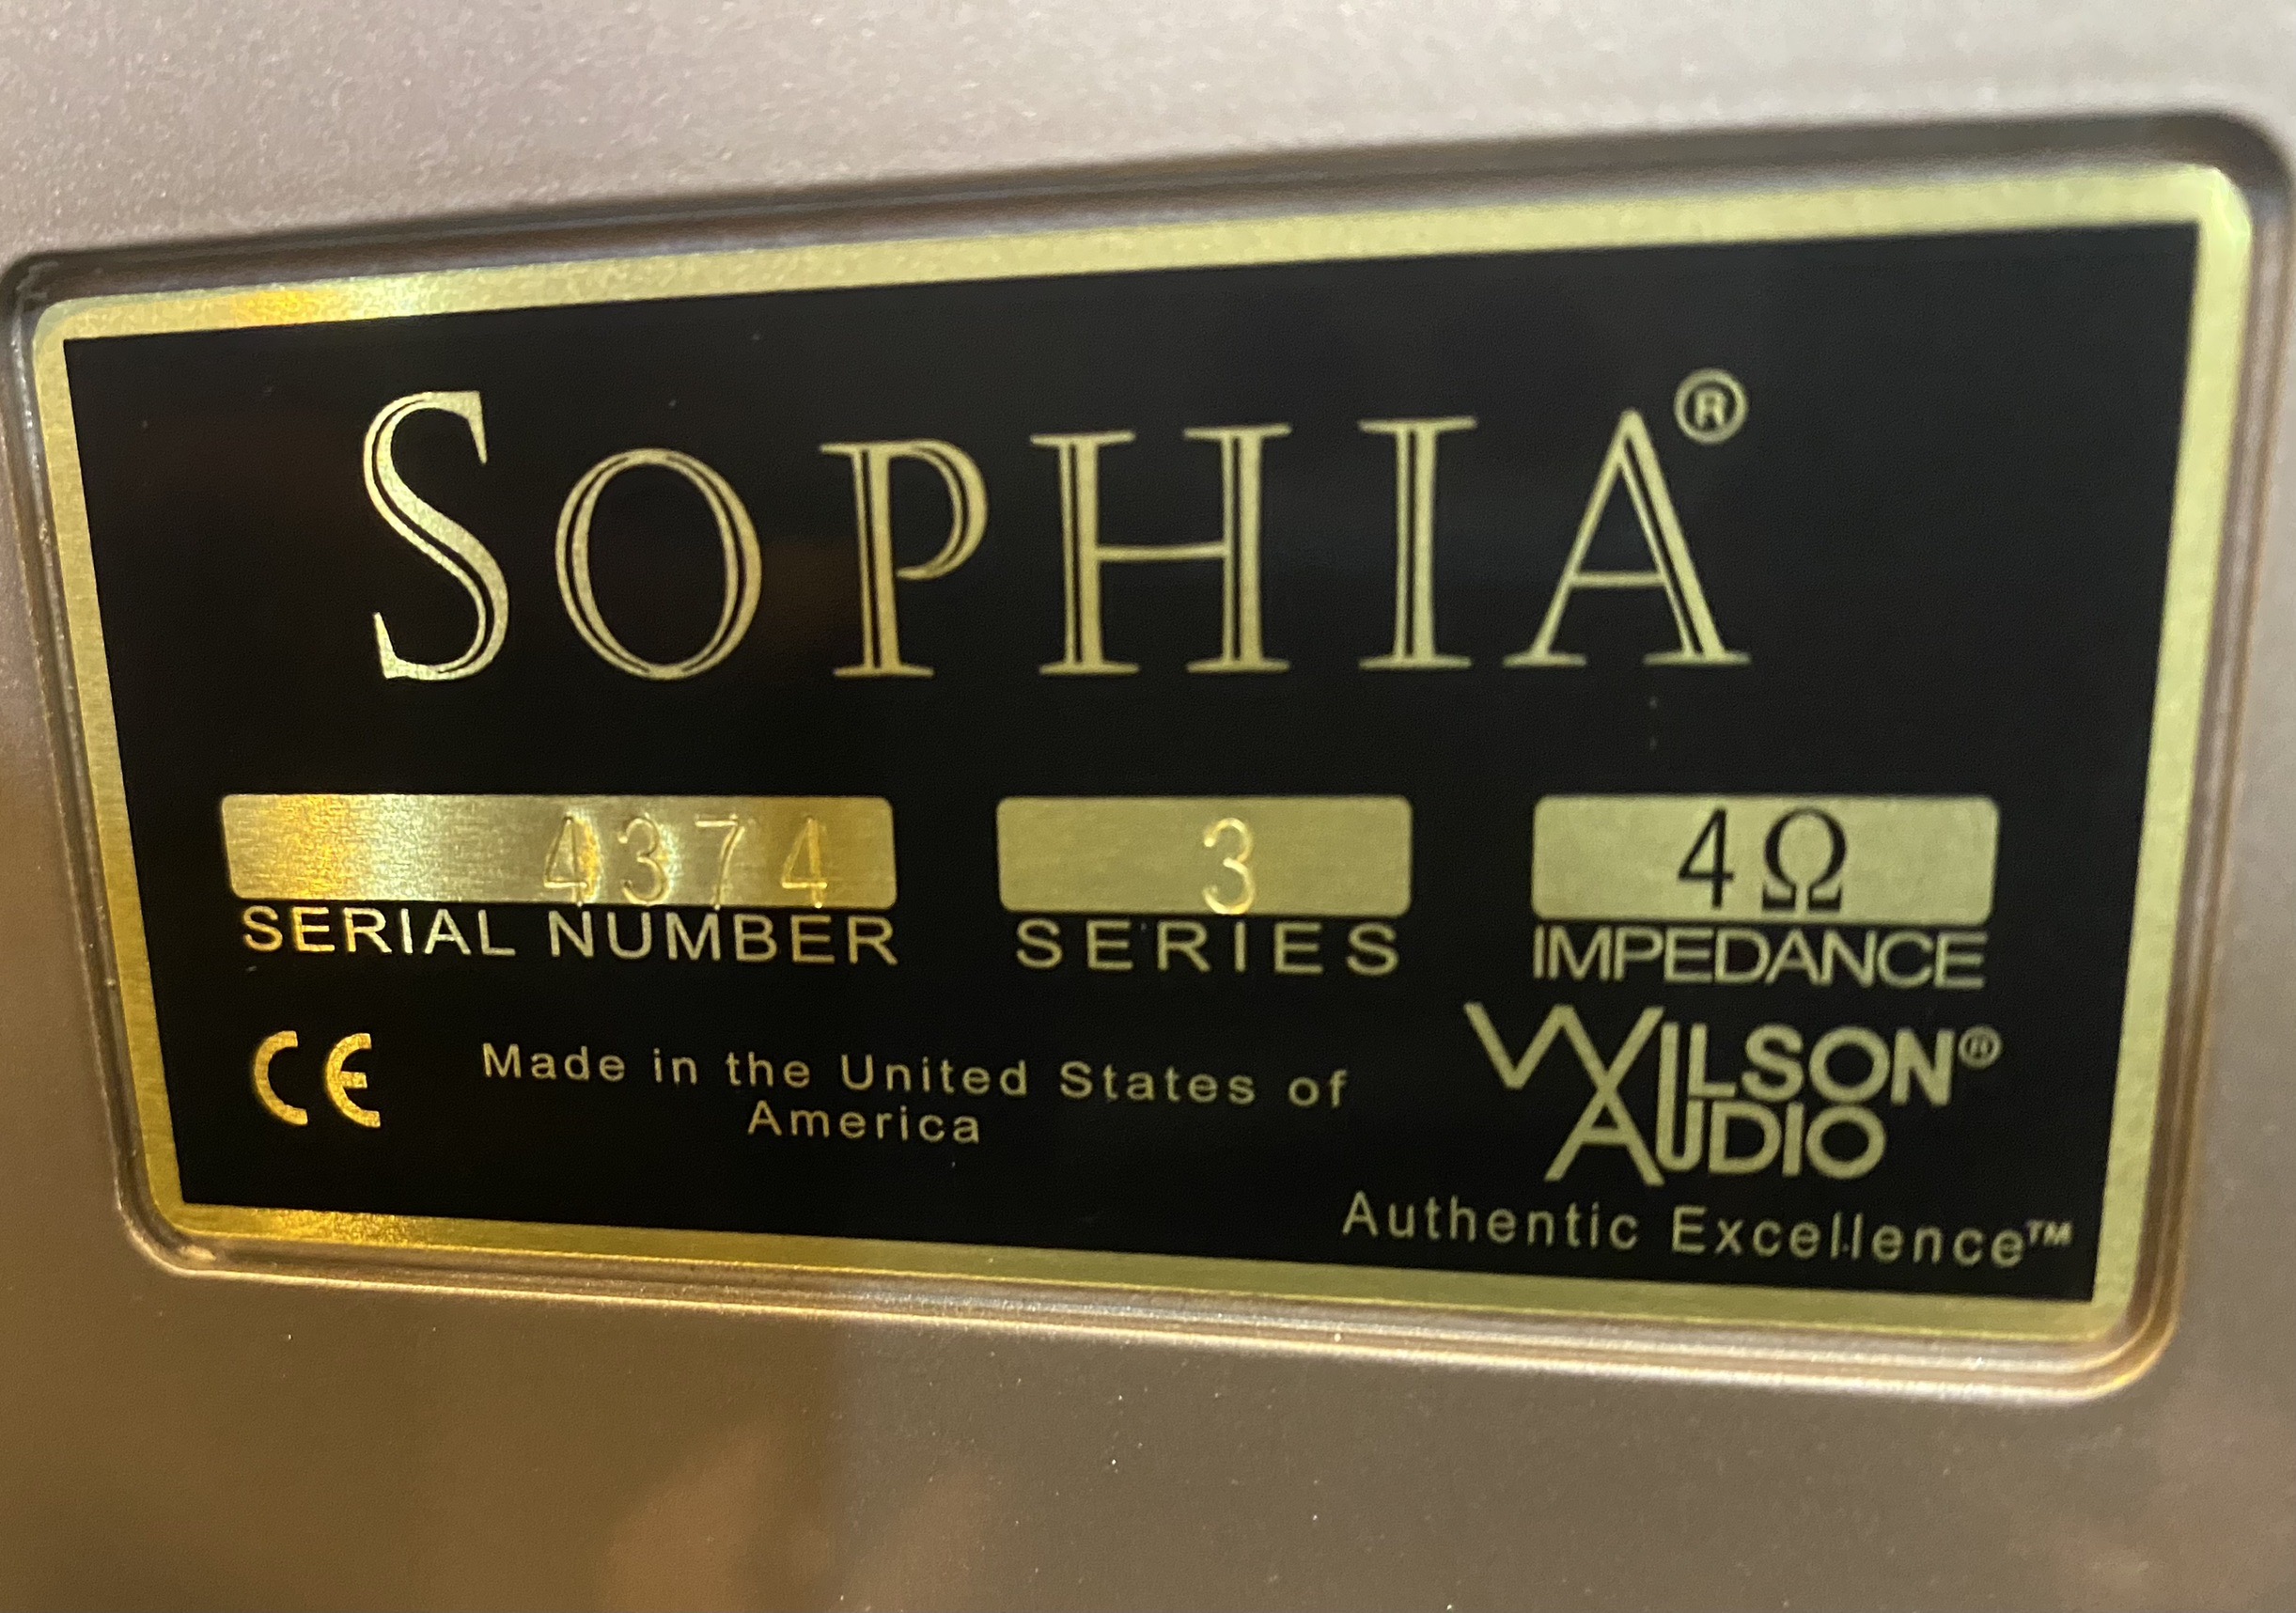 SOPHIA®
4374 3 4Ω
SERIAL NUMBER SERIES IMPEDANCE
CE Made in the United States of
America
WILSON®
AUDIO
Authentic Excellence™